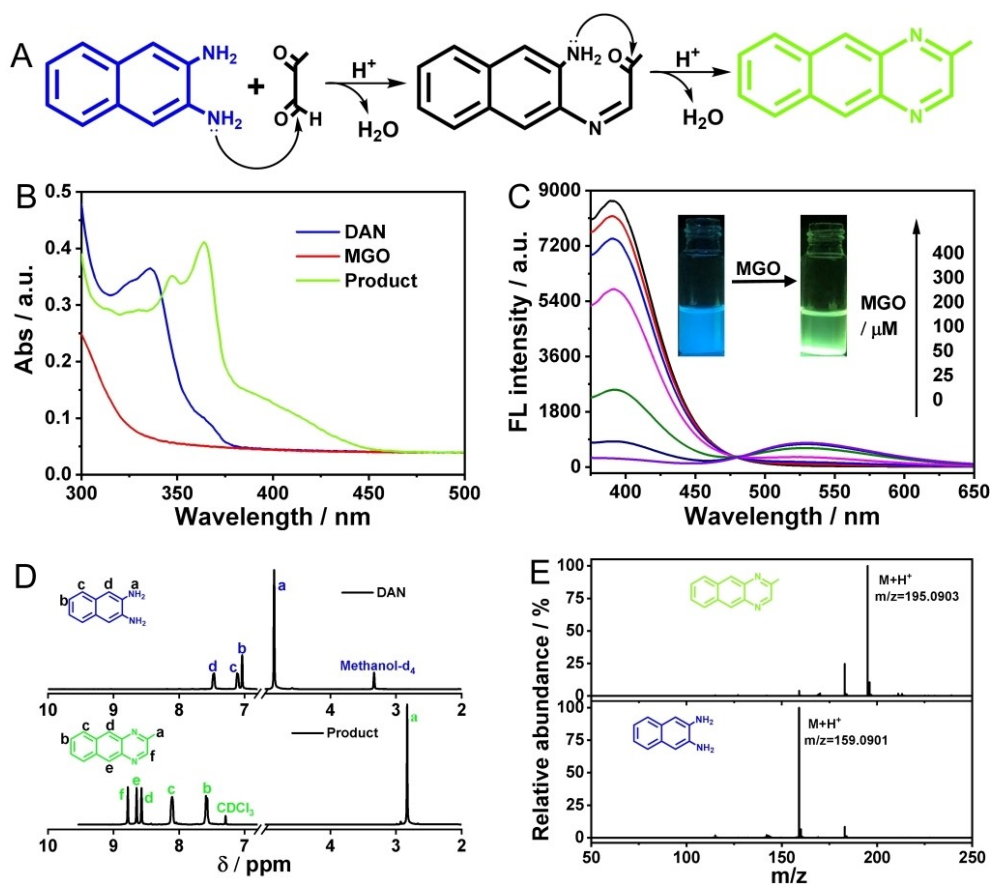 A
NH2
NH2
+
O
O
H
H+
H2O
NH2
O
N
H+
H2O
N
N
B
Abs / a.u.
0.5
0.4
0.3
0.2
0.1
0.0
DAN
MGO
Product
300 350 400 450 500
Wavelength / nm
C
FL intensity / a.u.
9000
7200
5400
3600
1800
0
MGO
MGO
/ μM
400
300
200
100
50
25
0
375 450 500 550 600 650
Wavelength / nm
D
c d a
b NH2
NH2
DAN
a
d c b
Methanol-d4
10 9 8 7 4 3 2
c d
b N a
N f
e
Product
a
f e d c b
CDCl3
10 9 8 7 4 3 2
δ / ppm
E
Relative abundance / %
100
75
50
25
0
N
N
M+H+
m/z=195.0903
100
75
50
25
0
NH2
NH2
M+H+
m/z=159.0901
50 100 150 200 250
m/z